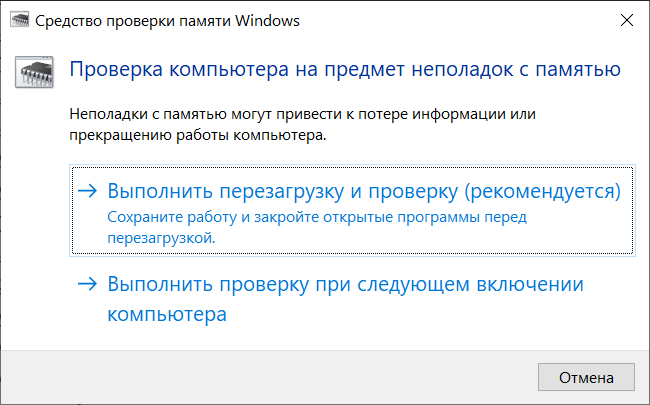 Средство проверки памяти Windows
Проверка компьютера на предмет неполадок с памятью
Неполадки с памятью могут привести к потере информации или
прекращению работы компьютера.
Выполнить перезагрузку и проверку (рекомендуется)
Сохраните работу и закройте открытые программы перед
перезагрузкой.
Выполнить проверку при следующем включении
компьютера
Отмена